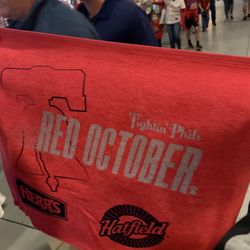 Fightin' Phils
RED OCTOBER
HERR'S
Hatfield